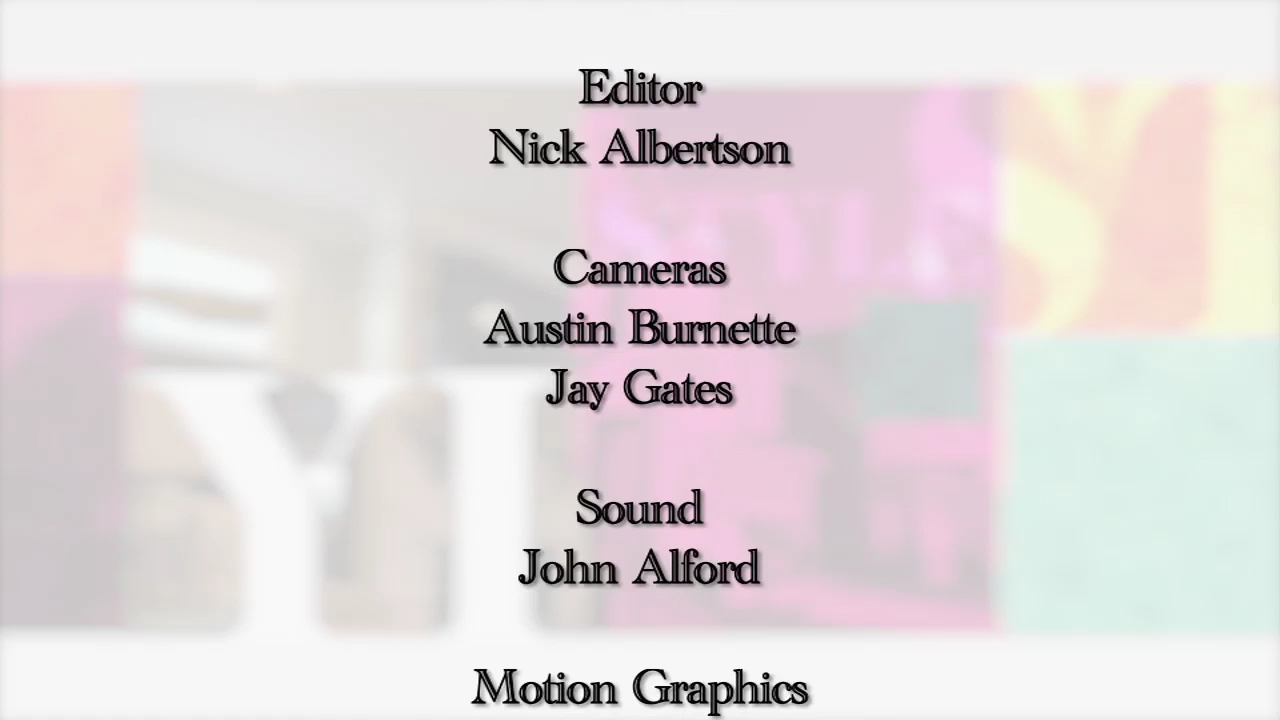 Editor
Nick Albertson
Cameras
Austin Burnette
Jay Gates
Sound
John Alford
Motion Graphics